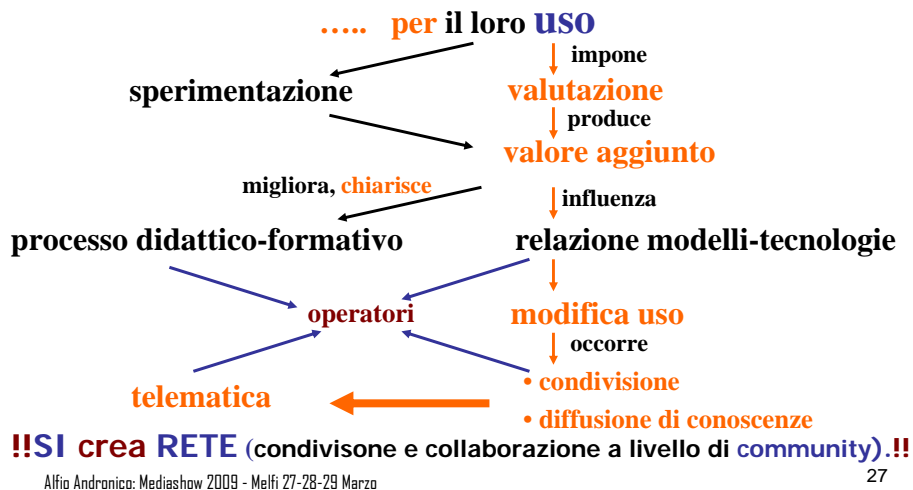 ….. per il loro uso
impone
sperimentazione
valutazione
produce
valore aggiunto
migliora, chiarisce
influenza
processo didattico-formativo
relazione modelli-tecnologie
operatori
modifica uso
occorre
telematica
• condivisione
• diffusione di conoscenze
!!SI crea RETE (condivisone e collaborazione a livello di community).!!
Alfio Andronico: Mediashow 2009 - Melfi 27-28-29 Marzo
27